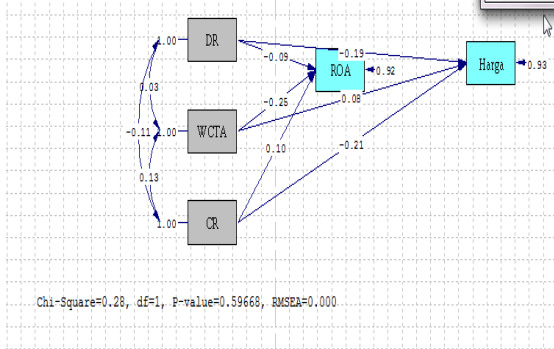 1.00
DR
-0.19
-0.09
ROA
0.92
Harga
0.93
0.03
-0.25
0.08
-0.11
1.00
WCTA
0.10
-0.21
0.13
1.00
CR
Chi-Square=0.28, df=1, P-value=0.59668, RMSEA=0.000